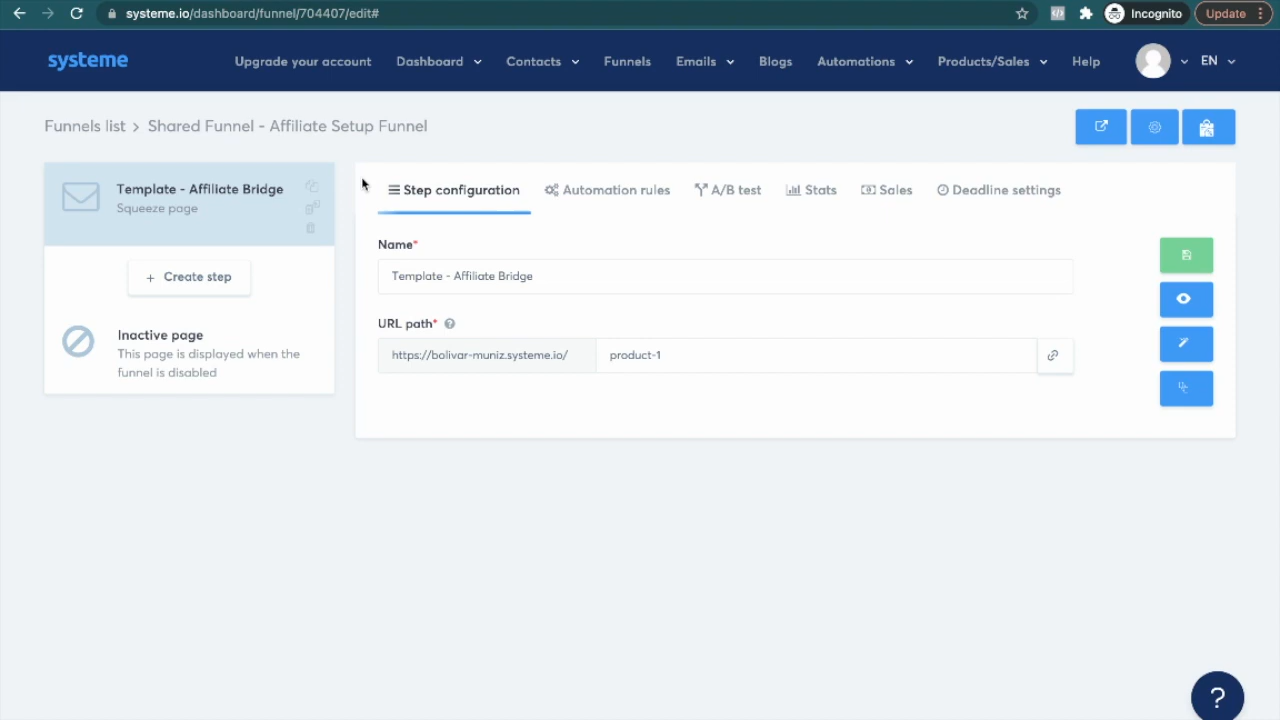 systeme.io/dashboard/funnel/704407/edit#
Incognito
Update
systeme
Upgrade your account
Dashboard
Contacts
Funnels
Emails
Blogs
Automations
Products/Sales
Help
EN
Funnels list > Shared Funnel - Affiliate Setup Funnel
Template - Affiliate Bridge
Squeeze page
+ Create step
Inactive page
This page is displayed when the
funnel is disabled
Step configuration
Automation rules
A/B test
Stats
Sales
Deadline settings
Name*
Template - Affiliate Bridge
URL path* ?
https://bolivar-muniz.systeme.io/
product-1
?